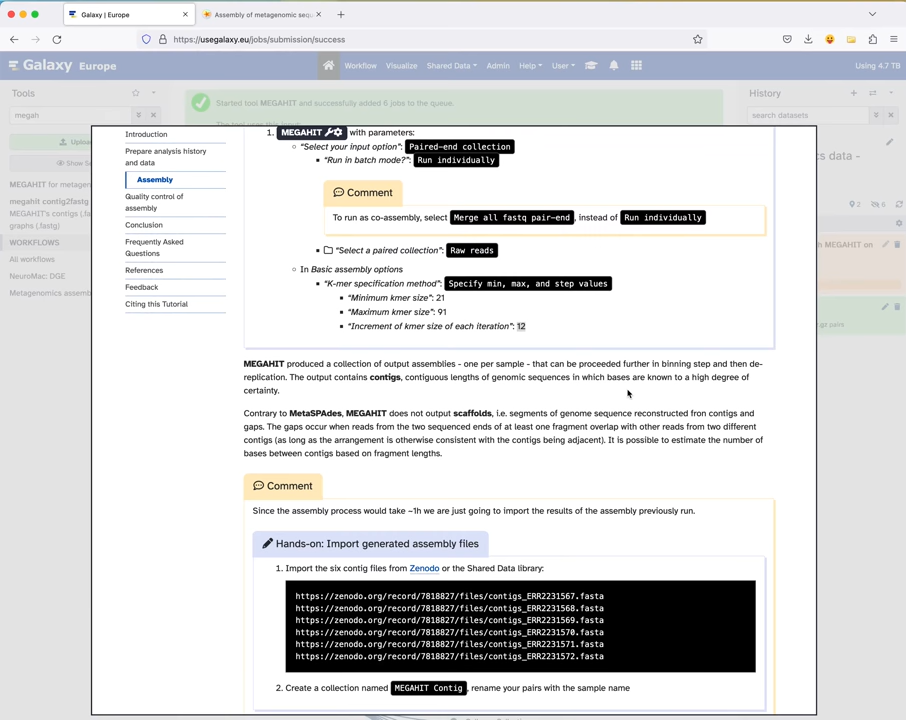 Galaxy | Europe
Assembly of metagenomic sequ
https://usegalaxy.eu/jobs/submission/success
Galaxy Europe
Workflow Visualize Shared Data Admin Help User
Using 4.7 TB
Tools
megah
Started tool MEGAHIT and successfully added 6 jobs to the queue.
History
search datasets
MEGAHIT for metagen
megahit contig2fastg
MEGAHIT's contigs (.fa
graphs (.fastg)
WORKFLOWS
All workflows
NeuroMac: DGE
Metagenomics assemb
2
6
Introduction
Prepare analysis history
and data
Assembly
Quality control of
assembly
Conclusion
Frequently Asked
Questions
References
Feedback
Citing this Tutorial
1. MEGAHIT with parameters:
“Select your input option”: Paired-end collection
“Run in batch mode?”: Run individually
Comment
To run as co-assembly, select Merge all fastq pair-end, instead of Run individually
“Select a paired collection”: Raw reads
In Basic assembly options
“K-mer specification method”: Specify min, max, and step values
“Minimum kmer size”: 21
“Maximum kmer size”: 91
“Increment of kmer size of each iteration”: 12
MEGAHIT produced a collection of output assemblies - one per sample - that can be proceeded further in binning step and then de-
replication. The output contains contigs, contiguous lengths of genomic sequences in which bases are known to a high degree of
certainty.
Contrary to MetaSPAdes, MEGAHIT does not output scaffolds, i.e. segments of genome sequence reconstructed fron contigs and
gaps. The gaps occur when reads from the two sequenced ends of at least one fragment overlap with other reads from two different
contigs (as long as the arrangement is otherwise consistent with the contigs being adjacent). It is possible to estimate the number of
bases between contigs based on fragment lengths.
Comment
Since the assembly process would take ~1h we are just going to import the results of the assembly previously run.
Hands-on: Import generated assembly files
1. Import the six contig files from Zenodo or the Shared Data library:
https://zenodo.org/record/7818827/files/contigs_ERR2231567.fasta
https://zenodo.org/record/7818827/files/contigs_ERR2231568.fasta
https://zenodo.org/record/7818827/files/contigs_ERR2231569.fasta
https://zenodo.org/record/7818827/files/contigs_ERR2231570.fasta
https://zenodo.org/record/7818827/files/contigs_ERR2231571.fasta
https://zenodo.org/record/7818827/files/contigs_ERR2231572.fasta
2. Create a collection named MEGAHIT Contig, rename your pairs with the sample name
cs data -
h MEGAHIT on
.gz pairs